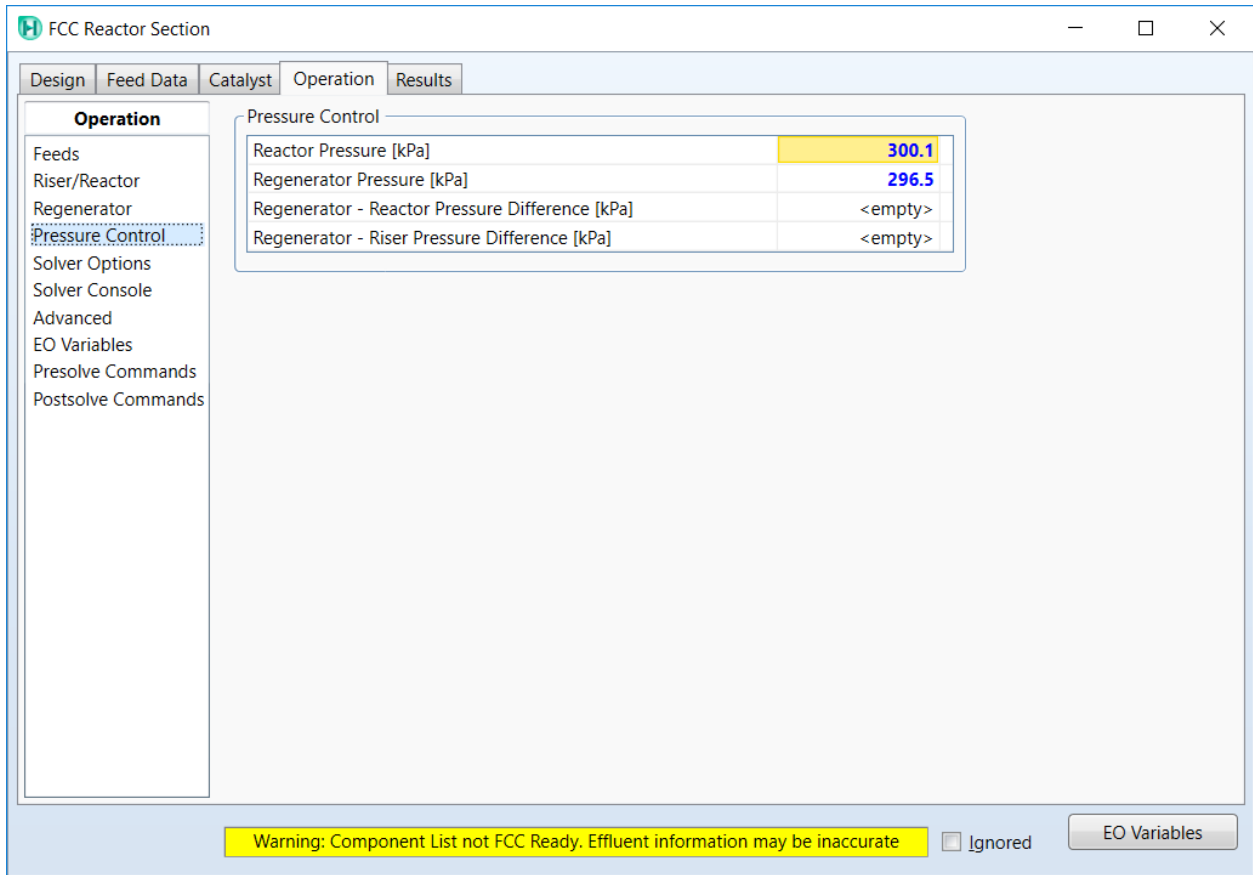 FCC Reactor Section
Design Feed Data Catalyst Operation Results
Operation
Feeds
Riser/Reactor
Regenerator
Pressure Control
Solver Options
Solver Console
Advanced
EO Variables
Presolve Commands
Postsolve Commands
Pressure Control
Reactor Pressure [kPa] 300.1
Regenerator Pressure [kPa] 296.5
Regenerator - Reactor Pressure Difference [kPa] <empty>
Regenerator - Riser Pressure Difference [kPa] <empty>
Warning: Component List not FCC Ready. Effluent information may be inaccurate
Ignored
EO Variables